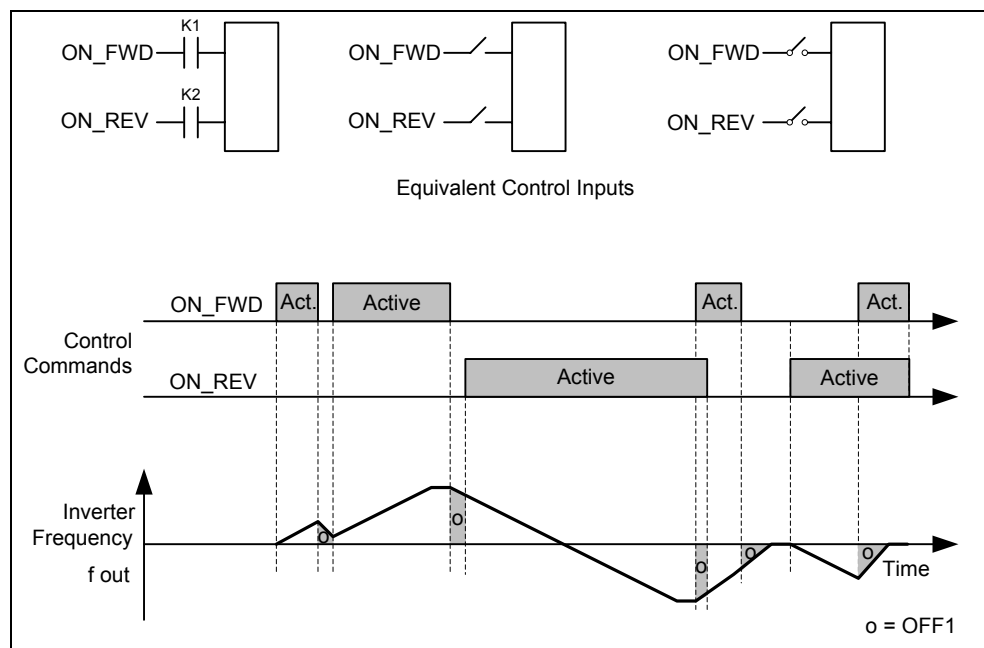 K1
ON_FWD
K2
ON_REV
ON_FWD
ON_REV
ON_FWD
ON_REV
Equivalent Control Inputs
Control
Commands
ON_FWD
Act.
Active
Act.
Act.
ON_REV
Active
Active
Inverter
Frequency
f out
o
o
o
o
o
Time
o = OFF1